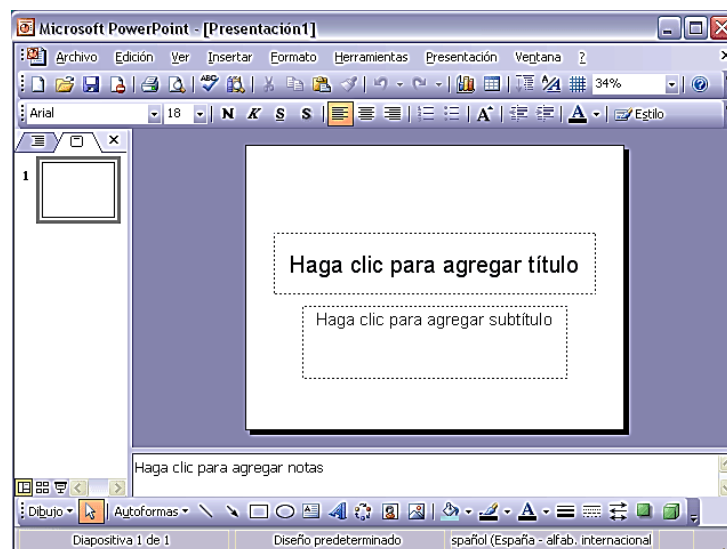 Microsoft PowerPoint - [Presentación1]
Archivo Edición Ver Insertar Formato Herramientas Presentación Ventana ?
ABC 34%
Arial 18 N K S S A A Estilo
1
Haga clic para agregar título
Haga clic para agregar subtítulo
Haga clic para agregar notas
Dibujo Autoformas A A
Diapositiva 1 de 1 Diseño predeterminado spañol (España - alfab. internacional